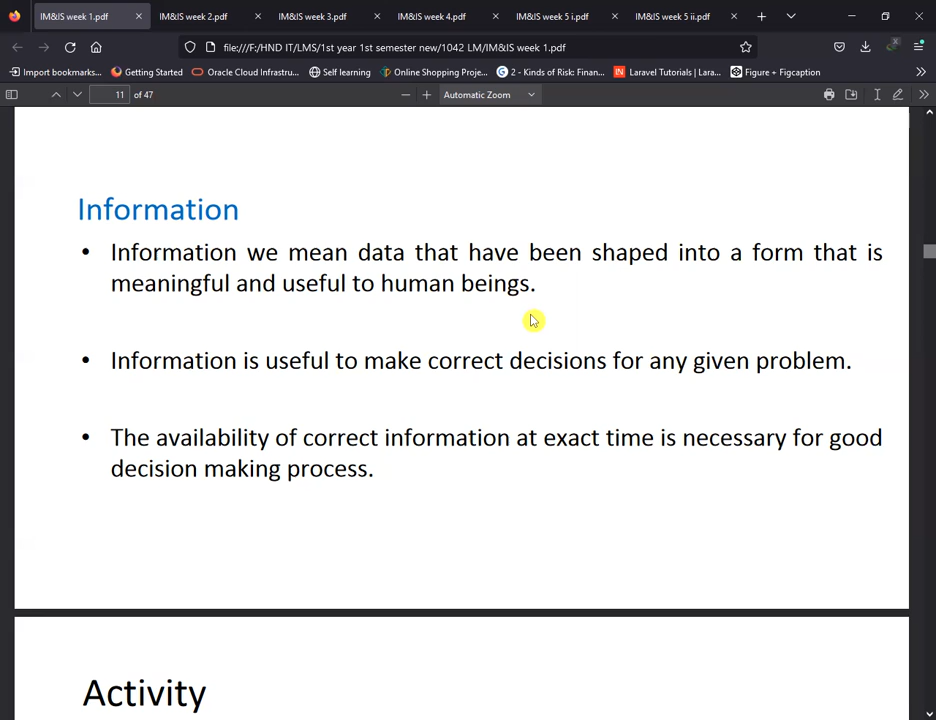 IM&IS week 1.pdf
IM&IS week 2.pdf
IM&IS week 3.pdf
IM&IS week 4.pdf
IM&IS week 5 i.pdf
IM&IS week 5 ii.pdf
file:///F:/HND IT/LMS/1st year 1st semester new/1042 LM/IM&IS week 1.pdf
Import bookmarks...
Getting Started
Oracle Cloud Infrastru...
Self learning
Online Shopping Proje...
2 - Kinds of Risk: Finan...
Laravel Tutorials | Lara...
Figure + Figcaption
11 of 47
Automatic Zoom
Information
• Information we mean data that have been shaped into a form that is
meaningful and useful to human beings.
• Information is useful to make correct decisions for any given problem.
• The availability of correct information at exact time is necessary for good
decision making process.
Activity